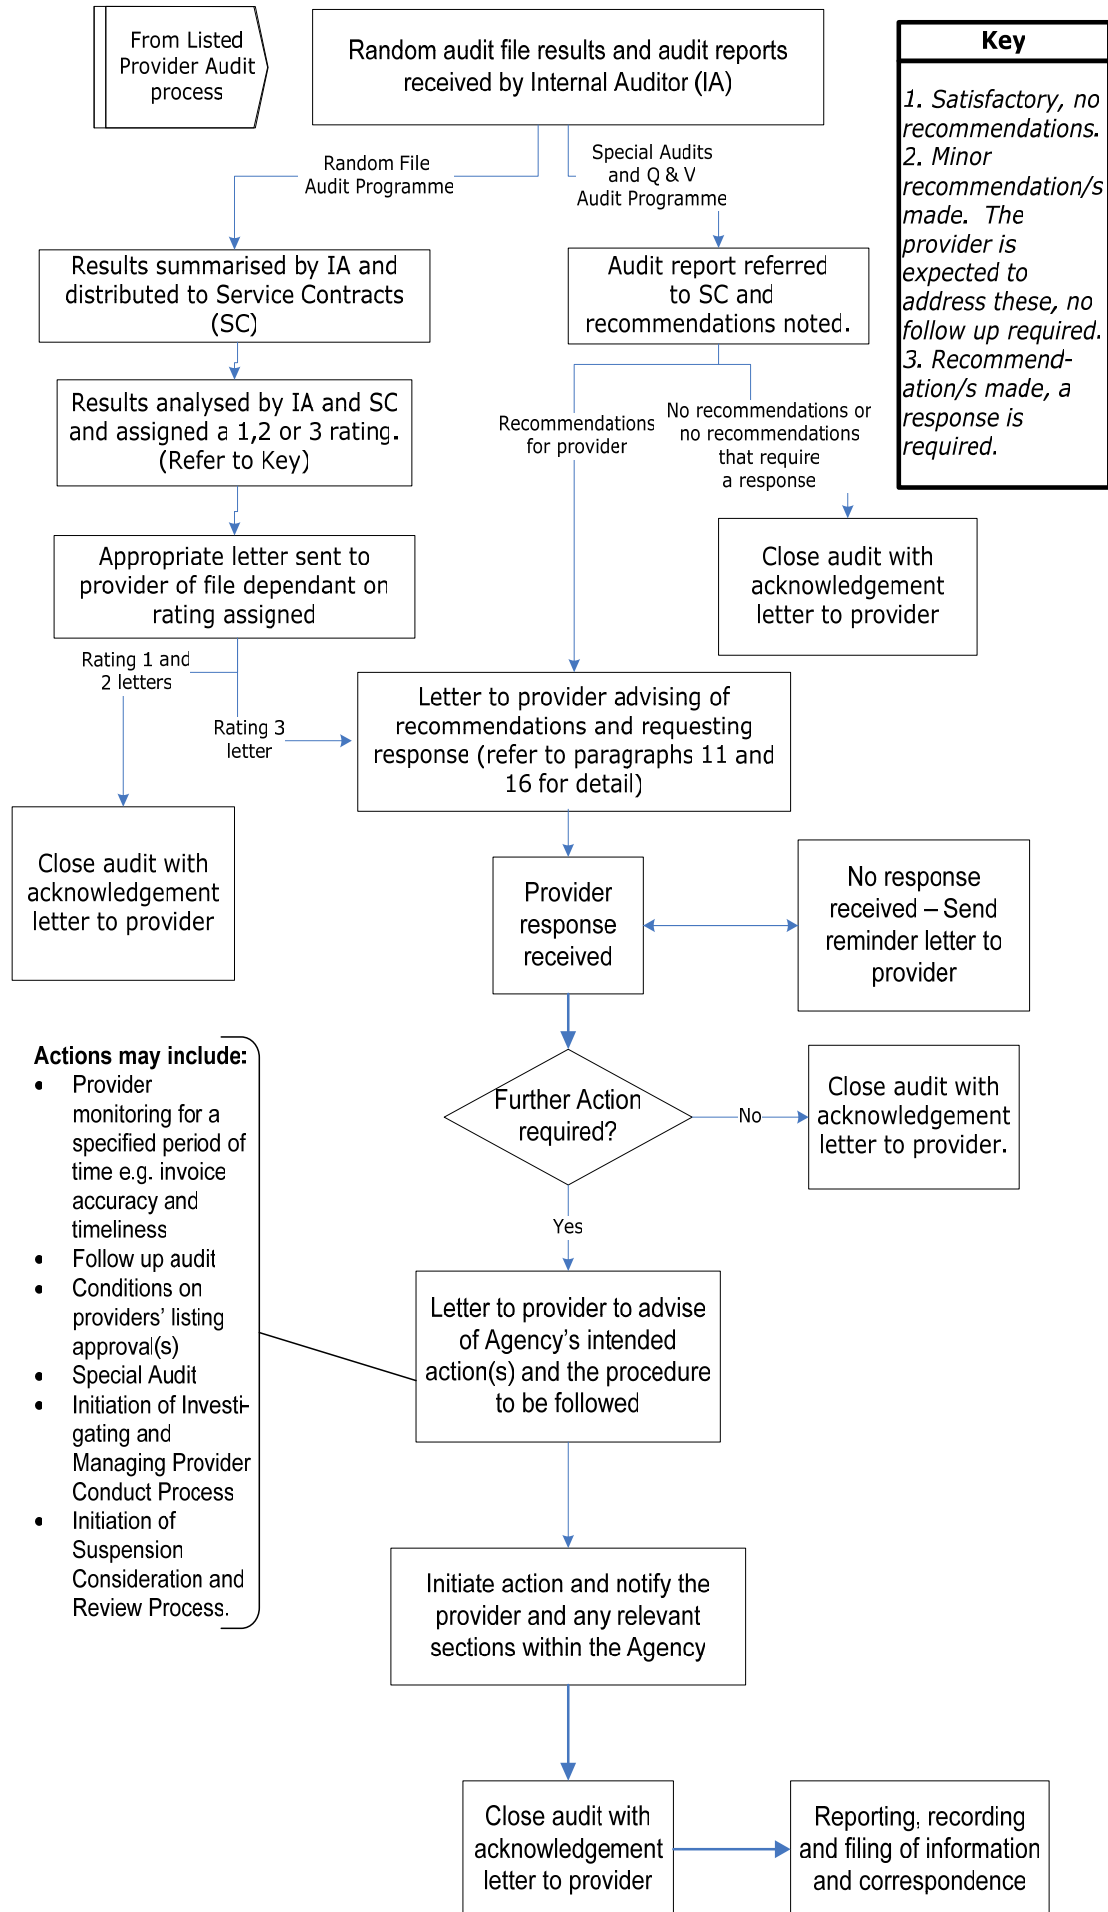 From Listed
Provider Audit
process
Random audit file results and audit reports
received by Internal Auditor (IA)
Key
1. Satisfactory, no
recommendations.
2. Minor
recommendation/s
made.  The
provider is
expected to
address these, no
follow up required.
3. Recommend-
ation/s made, a
response is
required.
Random File
Audit Programme
Special Audits
and Q & V
Audit Programme
Results summarised by IA and
distributed to Service Contracts
(SC)
Audit report referred
to SC and
recommendations noted.
Results analysed by IA and SC
and assigned a 1,2 or 3 rating.
(Refer to Key)
Recommendations
for provider
No recommendations or
no recommendations
that require
a response
Appropriate letter sent to
provider of file dependant on
rating assigned
Close audit with
acknowledgement
letter to provider
Rating 1 and
2 letters
Rating 3
letter
Letter to provider advising of
recommendations and requesting
response (refer to paragraphs 11 and
16 for detail)
Close audit with
acknowledgement
letter to provider
Provider
response
received
No response
received – Send
reminder letter to
provider
Further Action
required?
No
Close audit with
acknowledgement
letter to provider.
Yes
Actions may include:
• Provider
monitoring for a
specified period of
time e.g. invoice
accuracy and
timeliness
• Follow up audit
• Conditions on
providers’ listing
approval(s)
• Special Audit
• Initiation of Investi-
gating and
Managing Provider
Conduct Process
• Initiation of
Suspension
Consideration and
Review Process.
Letter to provider to advise
of Agency’s intended
action(s) and the procedure
to be followed
Initiate action and notify the
provider and any relevant
sections within the Agency
Close audit with
acknowledgement
letter to provider
Reporting, recording
and filing of information
and correspondence